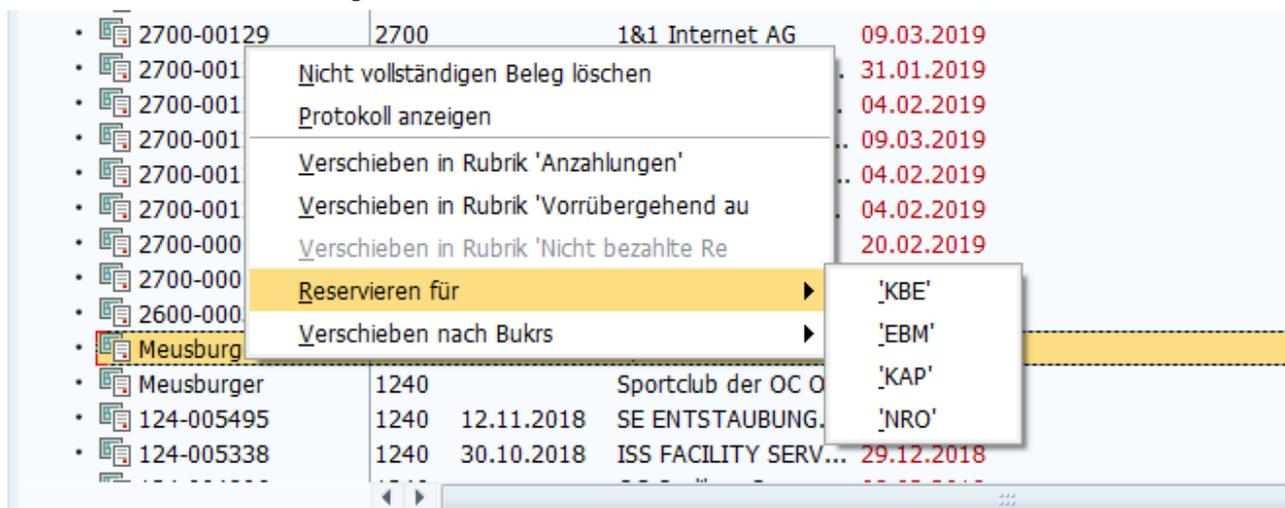 2700-00129 2700 1&1 Internet AG 09.03.2019
2700-001 Nicht vollständigen Beleg löschen . 31.01.2019
2700-001 Protokoll anzeigen . 04.02.2019
2700-001 .. 09.03.2019
2700-001 Verschieben in Rubrik 'Anzahlungen' .. 04.02.2019
2700-001 Verschieben in Rubrik 'Vorrübergehend au . 04.02.2019
2700-000 Verschieben in Rubrik 'Nicht bezahlte Re 20.02.2019
2700-000 Reservieren für 'KBE'
2600-000 Verschieben nach Bukrs 'EBM'
Meusburg
'KAP'
Meusburger 1240 Sportclub der OC O
124-005495 1240 12.11.2018 SE ENTSTAUBUNG. 'NRO'
124-005338 1240 30.10.2018 ISS FACILITY SERV... 29.12.2018